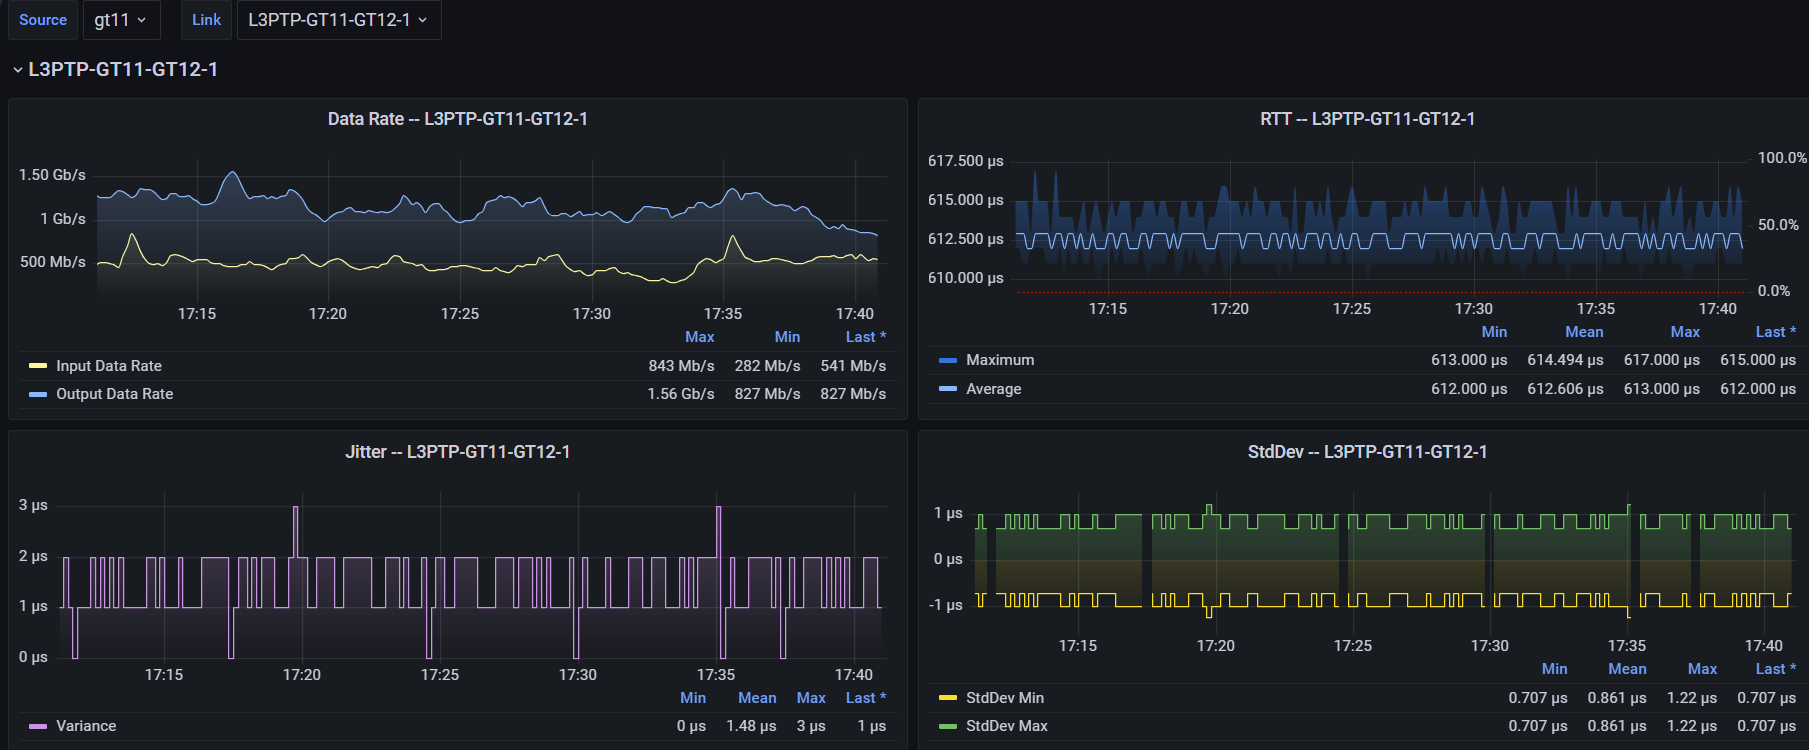 Source gt11 Link L3PTP-GT11-GT12-1
L3PTP-GT11-GT12-1
Data Rate -- L3PTP-GT11-GT12-1
1.50 Gb/s
1 Gb/s
500 Mb/s
17:15 17:20 17:25 17:30 17:35 17:40
Max Min Last *
Input Data Rate 843 Mb/s 282 Mb/s 541 Mb/s
Output Data Rate 1.56 Gb/s 827 Mb/s 827 Mb/s
RTT -- L3PTP-GT11-GT12-1
617.500 µs 100.0%
615.000 µs
612.500 µs 50.0%
610.000 µs
0.0%
17:15 17:20 17:25 17:30 17:35 17:40
Min Mean Max Last *
Maximum 613.000 µs 614.494 µs 617.000 µs 615.000 µs
Average 612.000 µs 612.606 µs 613.000 µs 612.000 µs
Jitter -- L3PTP-GT11-GT12-1
3 µs
2 µs
1 µs
0 µs
17:15 17:20 17:25 17:30 17:35 17:40
Min Mean Max Last *
Variance 0 µs 1.48 µs 3 µs 1 µs
StdDev -- L3PTP-GT11-GT12-1
1 µs
0 µs
-1 µs
17:15 17:20 17:25 17:30 17:35 17:40
Min Mean Max Last *
StdDev Min 0.707 µs 0.861 µs 1.22 µs 0.707 µs
StdDev Max 0.707 µs 0.861 µs 1.22 µs 0.707 µs